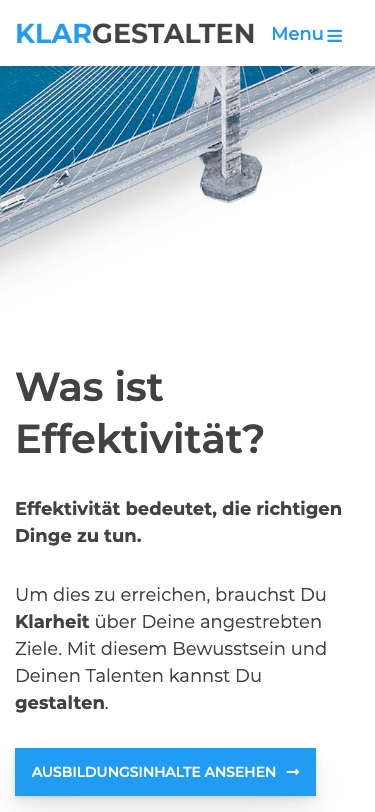 KLARGESTALTEN Menu
Was ist
Effektivität?
Effektivität bedeutet, die richtigen
Dinge zu tun.
Um dies zu erreichen, brauchst Du
Klarheit über Deine angestrebten
Ziele. Mit diesem Bewusstsein und
Deinen Talenten kannst Du
gestalten.
AUSBILDUNGSINHALTE ANSEHEN →